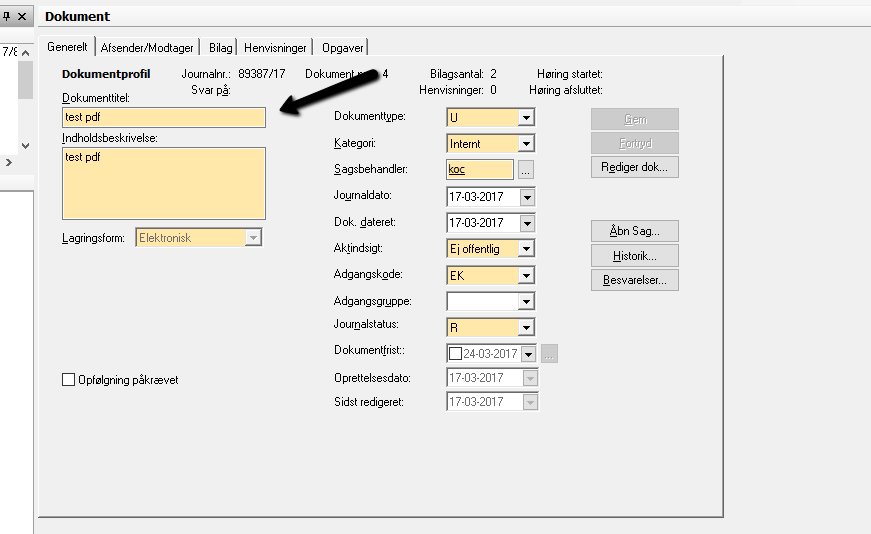 Dokument
7/8
Generelt Afsender/Modtager Bilag Henvisninger Opgaver
Dokumentprofil Journalnr.: 89387/17 Dokument 4 Bilagsantal: 2 Høring startet:
Svar på: Henvisninger: 0 Høring afsluttet:
Dokumenttitel:
test pdf
Indholdsbeskrivelse:
test pdf
Lagringsform: Elektronisk
Opfølgning påkrævet
Dokumenttype: U
Kategori: Internt
Sagsbehandler: koc ...
Journaldato: 17-03-2017
Dok. dateret: 17-03-2017
Aktindsigt: Ej offentlig
Adgangskode: EK
Adgangsgruppe:
Journalstatus: R
Dokumentfrist:: 24-03-2017 ...
Oprettelsesdato: 17-03-2017
Sidst redigeret: 17-03-2017
Gem
Fortryd
Rediger dok...
Åbn Sag...
Historik...
Besvarelser...